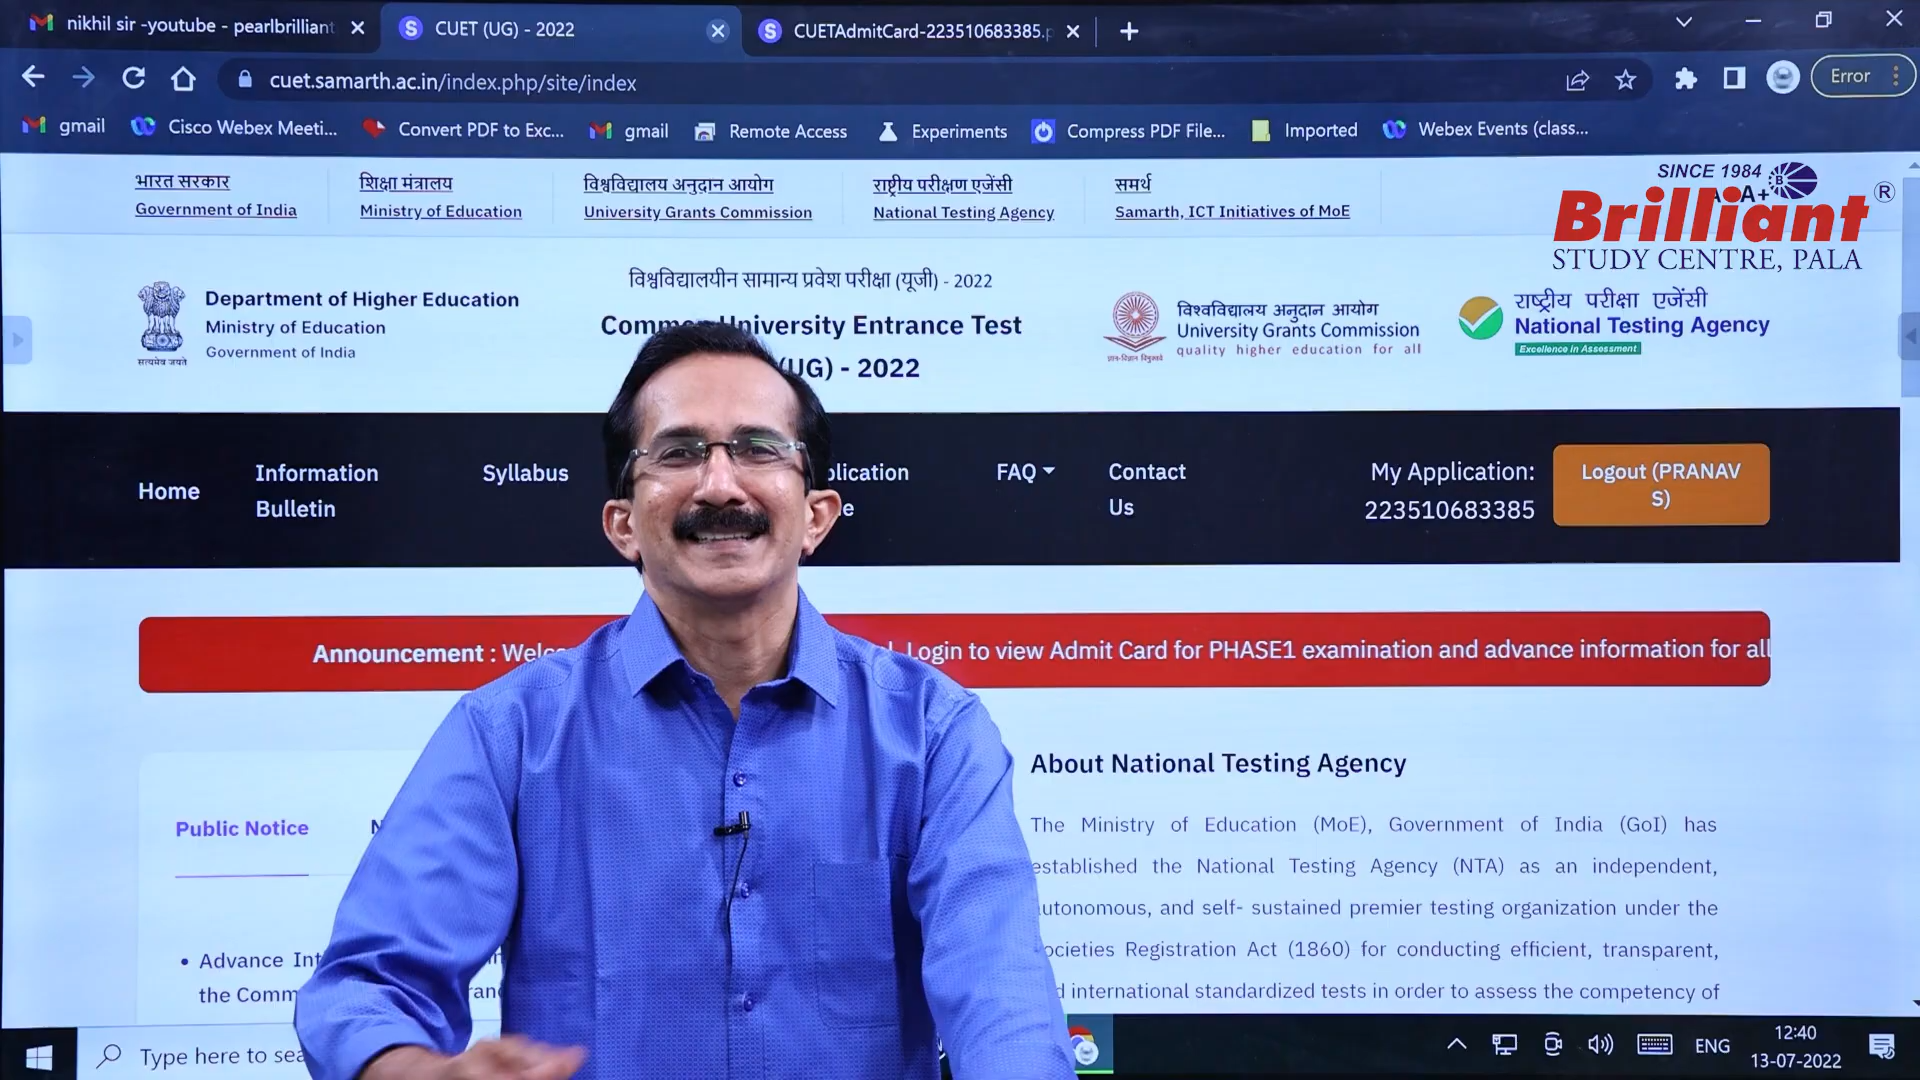 nikhil sir -youtube - pearlbrilliant
CUET (UG) - 2022
CUETAdmitCard-223510683385.p
cuet.samarth.ac.in/index.php/site/index
Error
gmail
Cisco Webex Meeti...
Convert PDF to Exc...
gmail
Remote Access
Experiments
Compress PDF File...
Imported
Webex Events (class...
भारत सरकार
Government of India
शिक्षा मंत्रालय
Ministry of Education
विश्वविद्यालय अनुदान आयोग
University Grants Commission
राष्ट्रीय परीक्षण एजेंसी
National Testing Agency
समर्थ
Samarth, ICT Initiatives of MoE
A+
SINCE 1984
Brilliant ®
STUDY CENTRE, PALA
सत्यमेव जयते
Department of Higher Education
Ministry of Education
Government of India
विश्वविद्यालयीन सामान्य प्रवेश परीक्षा (यूजी) - 2022
Common University Entrance Test
(UG) - 2022
ज्ञान-विज्ञान विमुक्तये
विश्वविद्यालय अनुदान आयोग
University Grants Commission
quality higher education for all
राष्ट्रीय परीक्षा एजेंसी
National Testing Agency
Excellence in Assessment
Home
Information
Bulletin
Syllabus
plication
e
FAQ
Contact
Us
My Application:
223510683385
Logout (PRANAV
S)
Announcement : Welco
Login to view Admit Card for PHASE1 examination and advance information for all
Public Notice
N
Advance Int
the Comm
ranc
About National Testing Agency
The Ministry of Education (MoE), Government of India (GoI) has
established the National Testing Agency (NTA) as an independent,
autonomous, and self- sustained premier testing organization under the
ocieties Registration Act (1860) for conducting efficient, transparent,
d international standardized tests in order to assess the competency of
Type here to sea
ENG
12:40
13-07-2022